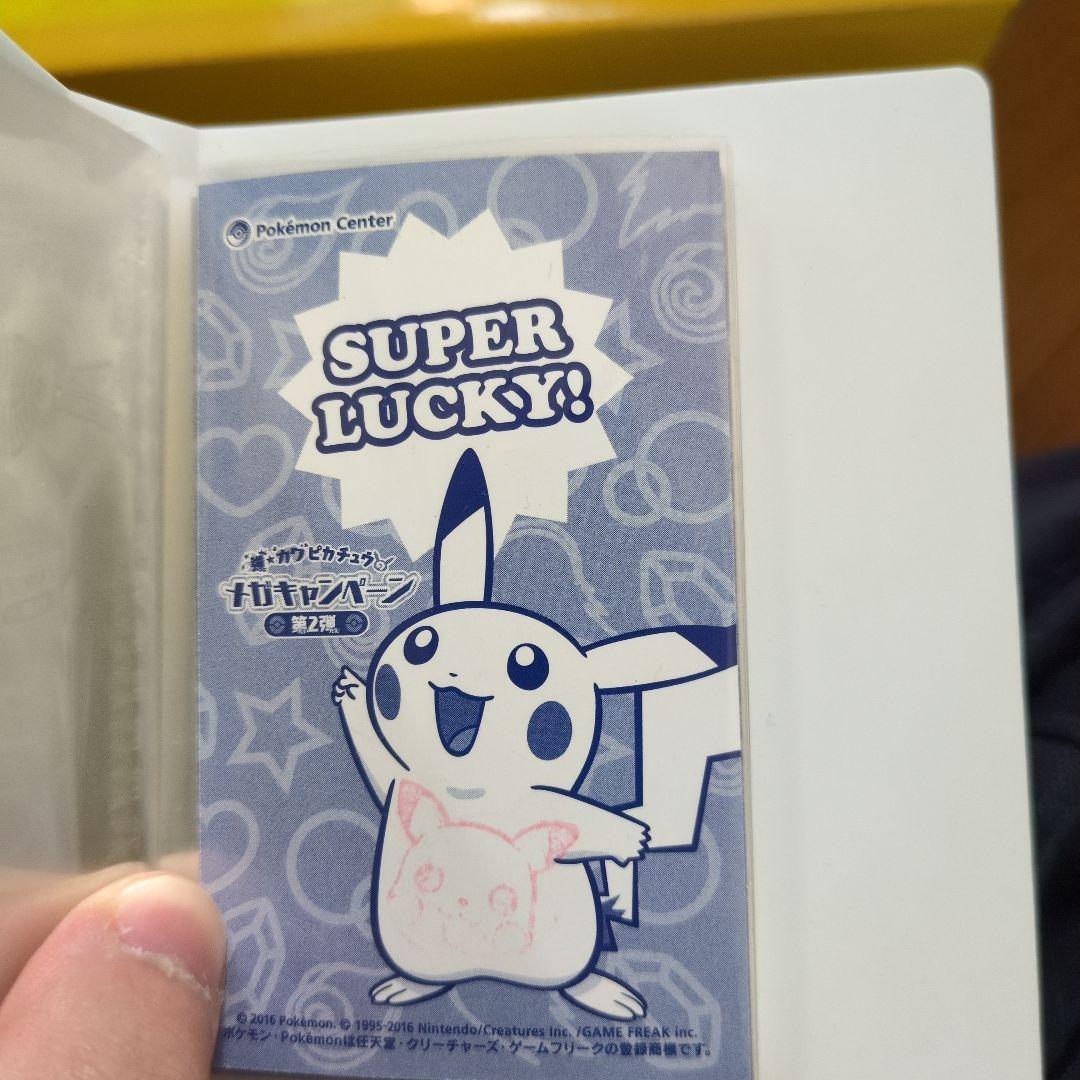 Pokémon Center
SUPER
LUCKY!
カゲピカチュウの
メガキャンペーン
第2弾
© 2016 Pokémon. © 1995-2016 Nintendo/Creatures Inc. /GAME FREAK inc.
ポケモン・Pokémonは任天堂・クリーチャーズ・ゲームフリークの登録商標です。